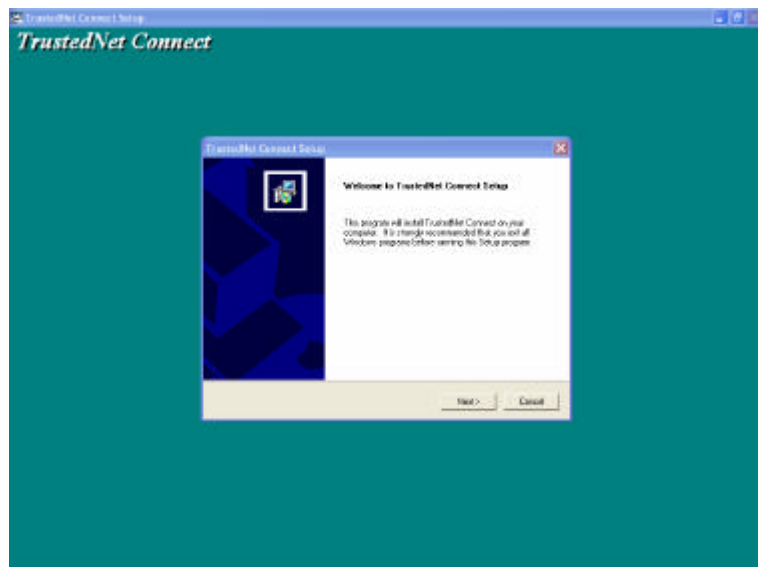 TrustedNet Connect Setup
TrustedNet Connect
TrustedNet Connect Setup
Welcome to TrustedNet Connect Setup
This program will install TrustedNet Connect on your
computer. It is strongly recommended that you exit all
Windows programs before running this Setup program.
Next >
Cancel